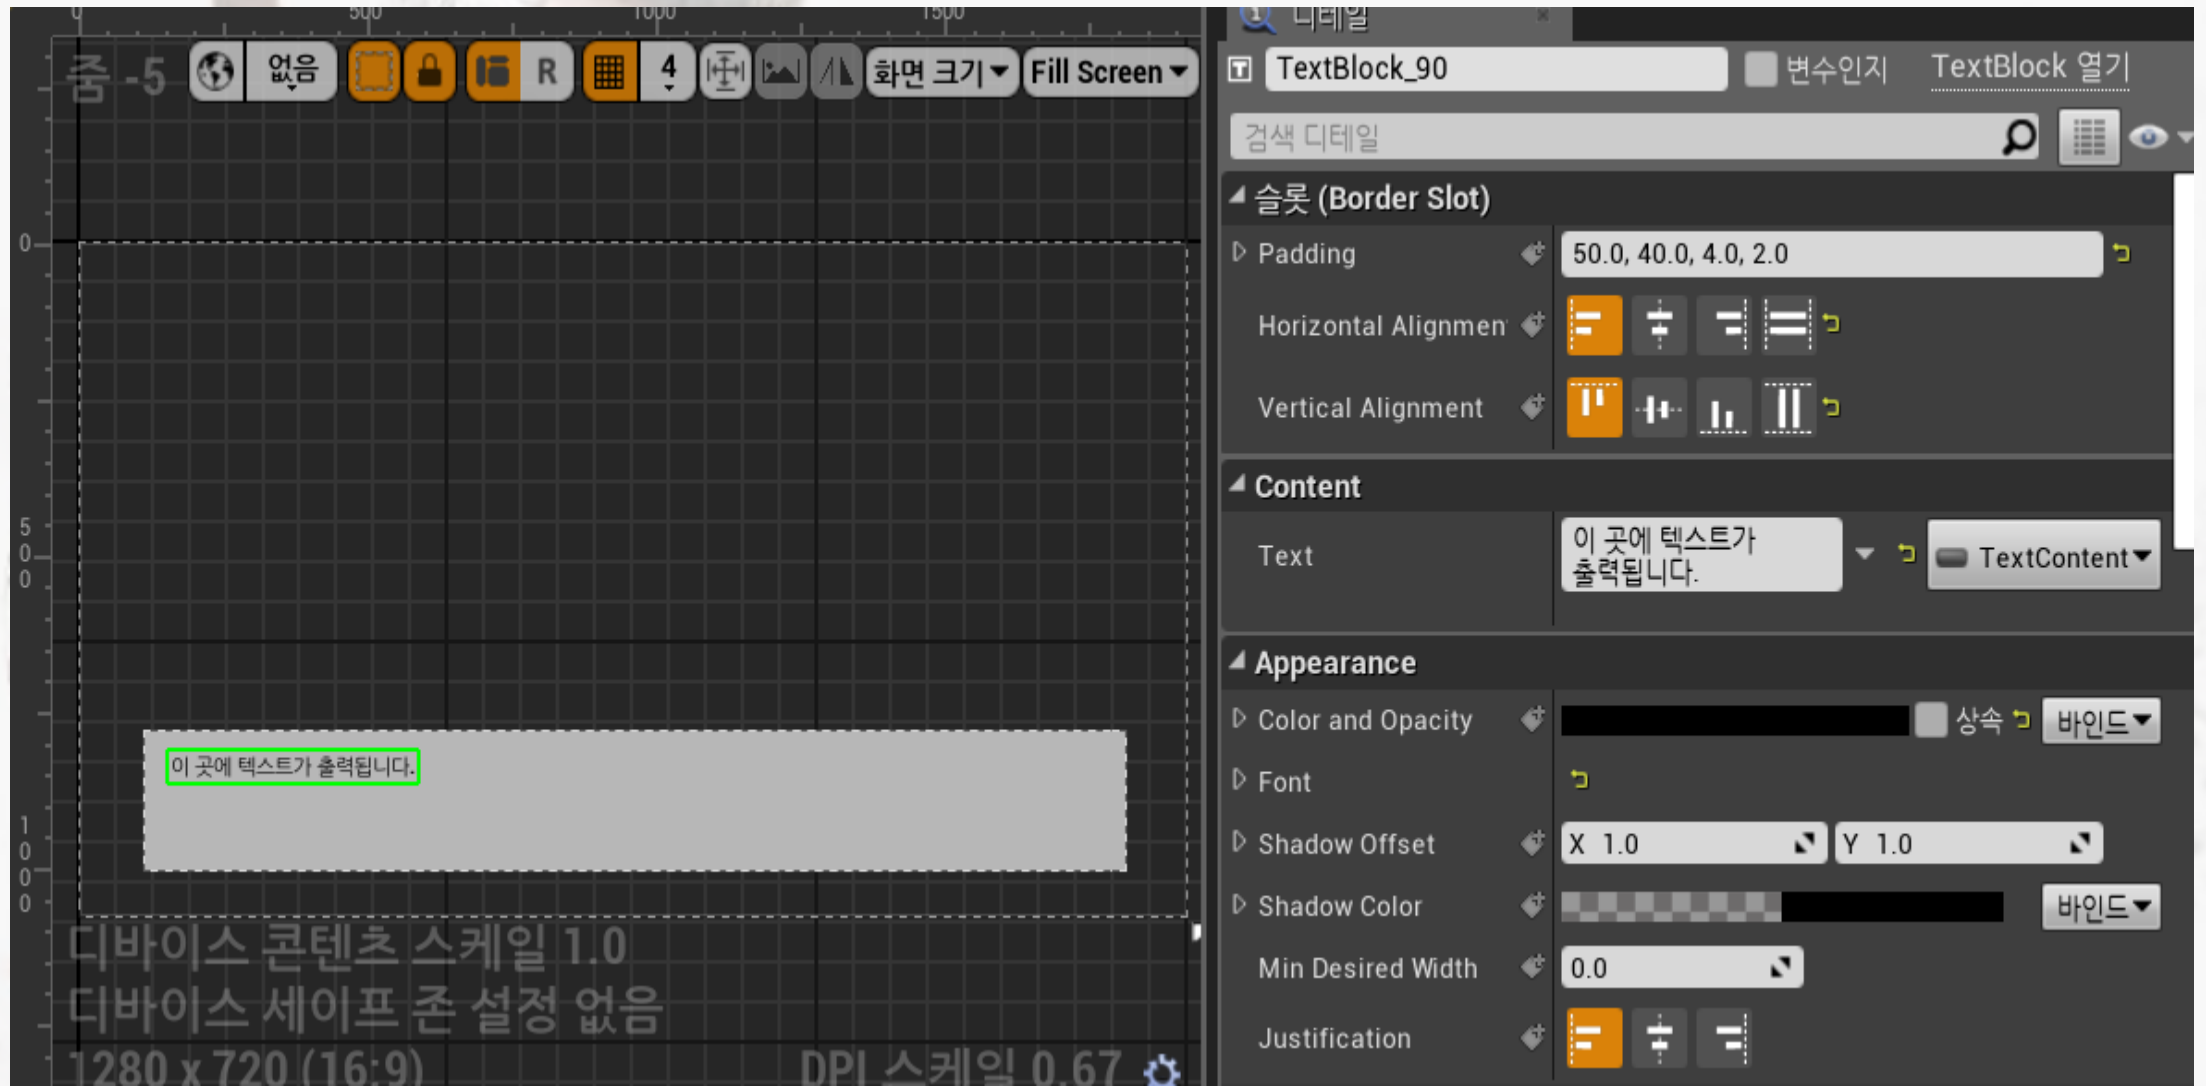 0 500 1000 1500
줌 -5 없음 R 4 화면 크기 Fill Screen
0
500
1000
이 곳에 텍스트가 출력됩니다.
디바이스 콘텐츠 스케일 1.0
디바이스 세이프 존 설정 없음
1280 x 720 (16:9) DPI 스케일 0.67
디테일
TextBlock_90 변수인지 TextBlock 열기
검색 디테일
슬롯 (Border Slot)
Padding 50.0, 40.0, 4.0, 2.0
Horizontal Alignmen
Vertical Alignment
Content
Text 이 곳에 텍스트가
출력됩니다. TextContent
Appearance
Color and Opacity 상속 바인드
Font
Shadow Offset X 1.0 Y 1.0
Shadow Color 바인드
Min Desired Width 0.0
Justification